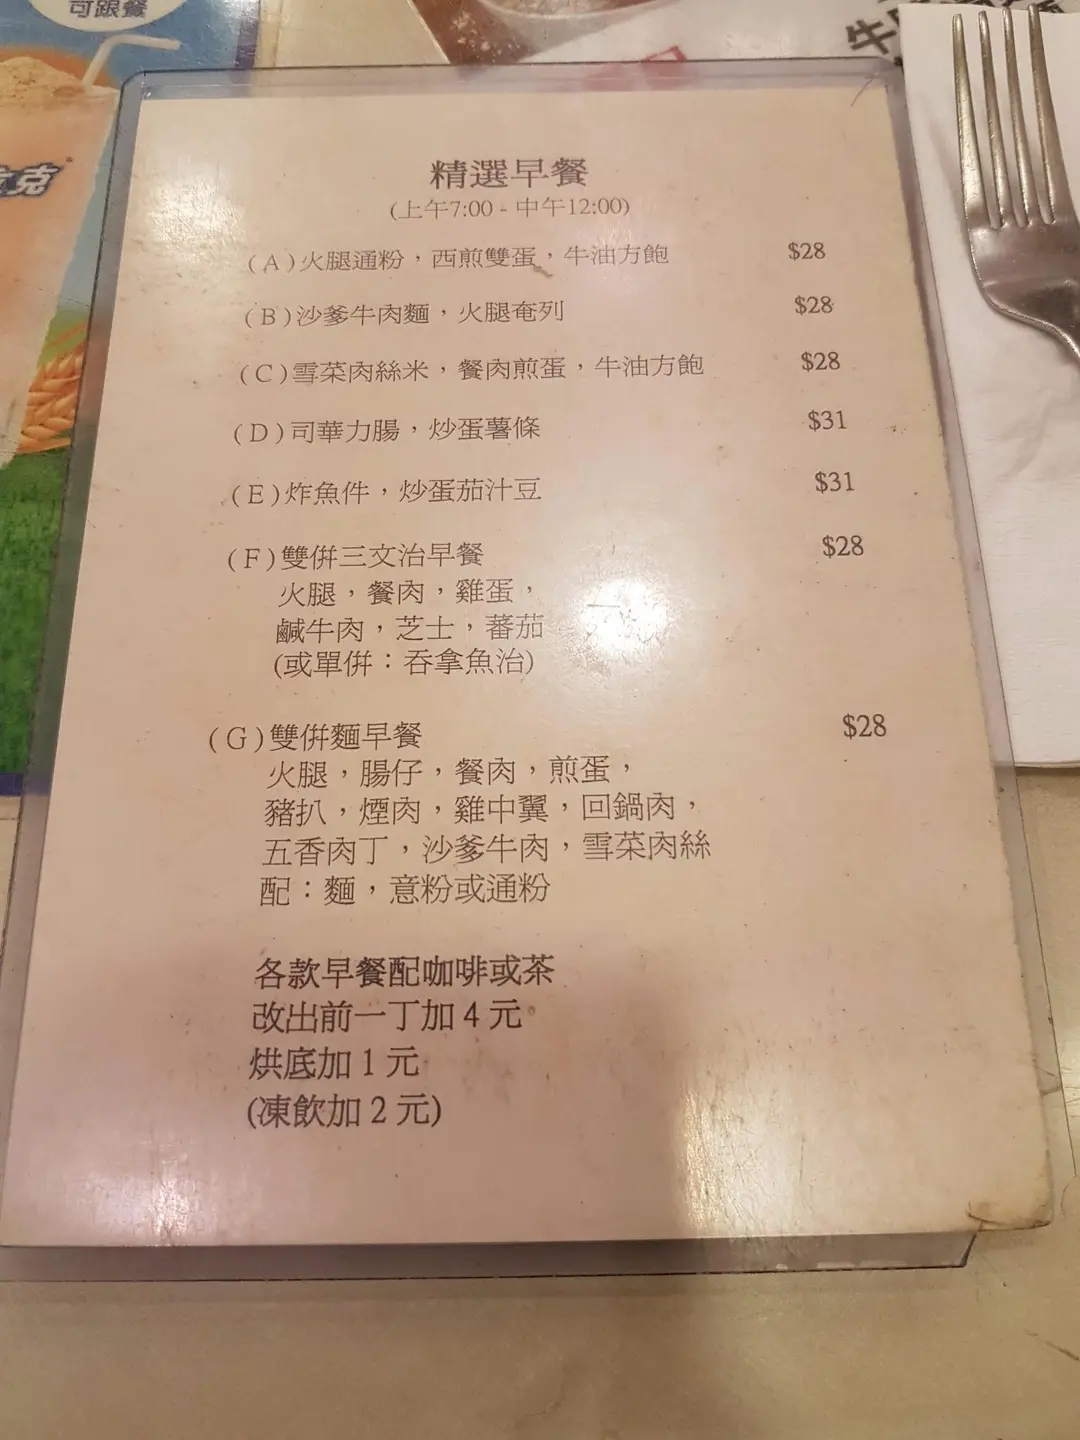 可跟餐
克
牛
精選早餐
(上午7:00 - 中午12:00)
(A)火腿通粉，西煎雙蛋，牛油方飽 $28
(B)沙爹牛肉麵，火腿奄列 $28
(C)雪菜肉絲米，餐肉煎蛋，牛油方飽 $28
(D)司華力腸，炒蛋薯條 $31
(E)炸魚件，炒蛋茄汁豆 $31
(F)雙併三文治早餐 $28
火腿，餐肉，雞蛋，
鹹牛肉，芝士，蕃茄
(或單併：吞拿魚治)
(G)雙併麵早餐 $28
火腿，腸仔，餐肉，煎蛋，
豬扒，煙肉，雞中翼，回鍋肉，
五香肉丁，沙爹牛肉，雪菜肉絲
配：麵，意粉或通粉
各款早餐配咖啡或茶
改出前一丁加 4 元
烘底加 1 元
(凍飲加 2 元)